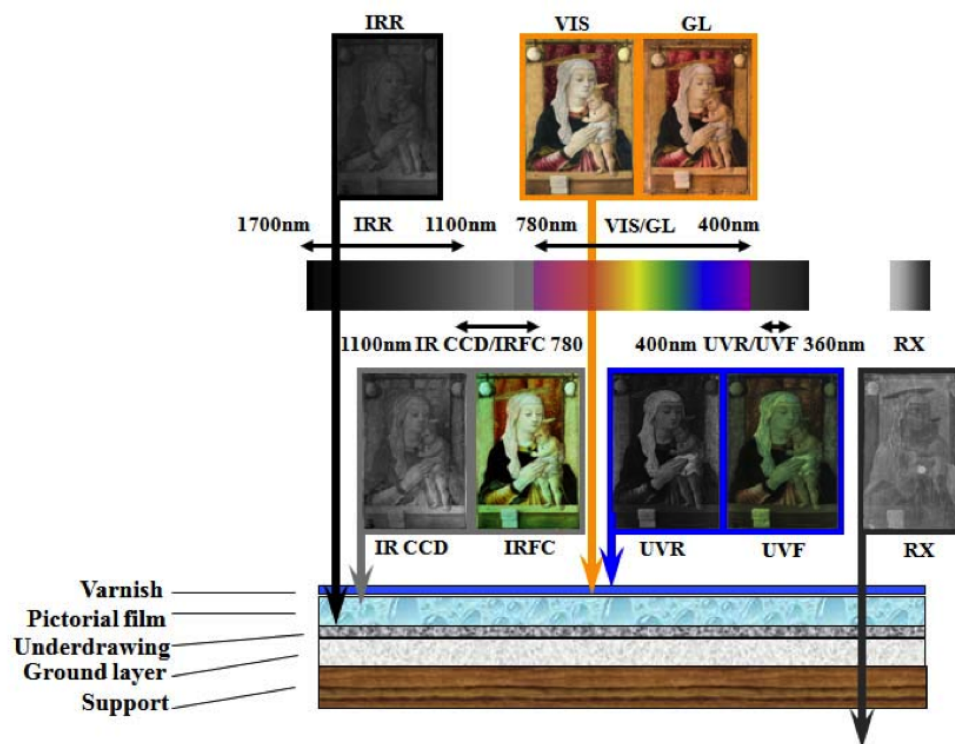 IRR
VIS GL
1700nm IRR 1100nm 780nm VIS/GL 400nm
1100nm IR CCD/IRFC 780 400nm UVR/UVF 360nm RX
IR CCD IRFC UVR UVF RX
Varnish
Pictorial film
Underdrawing
Ground layer
Support